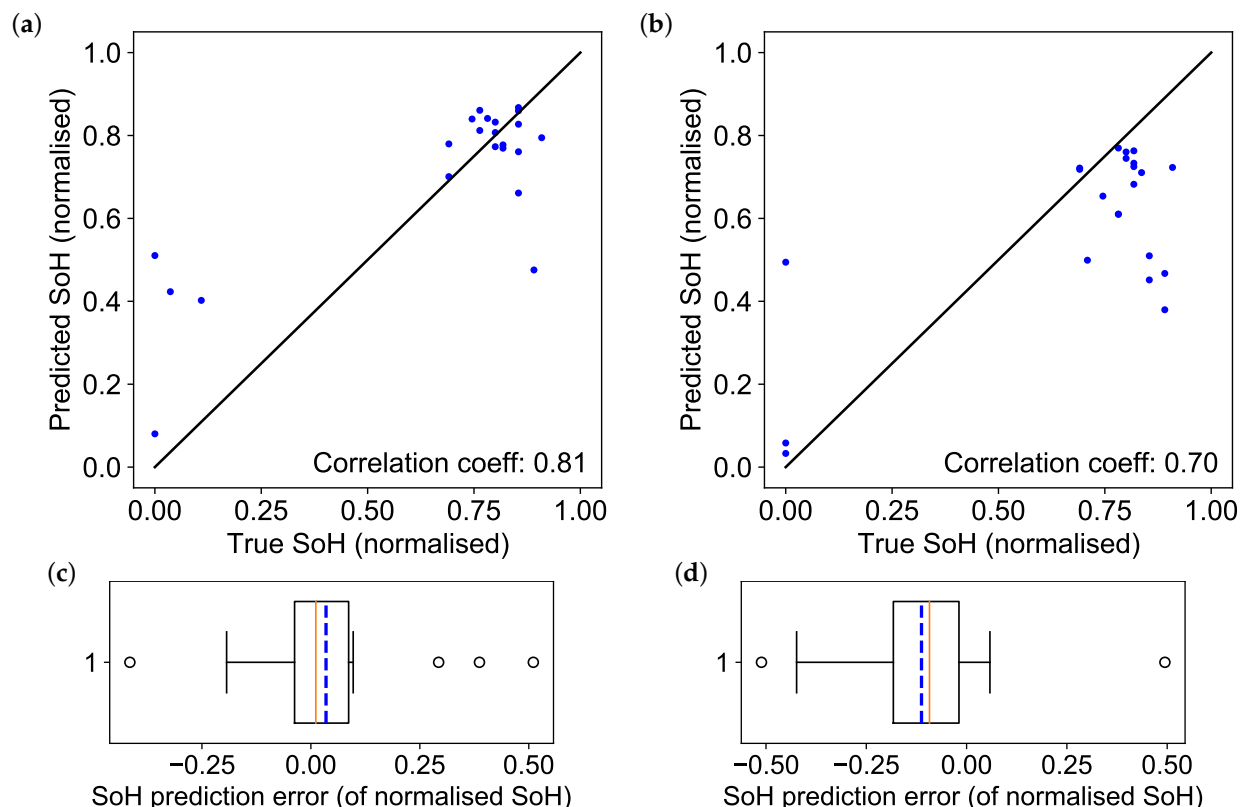 (a)
1.0
0.8
0.6
0.4
0.2
0.0
Predicted SoH (normalised)
Correlation coeff: 0.81
0.00 0.25 0.50 0.75 1.00
True SoH (normalised)
(b)
1.0
0.8
0.6
0.4
0.2
0.0
Predicted SoH (normalised)
Correlation coeff: 0.70
0.00 0.25 0.50 0.75 1.00
True SoH (normalised)
(c)
1
−0.25 0.00 0.25 0.50
SoH prediction error (of normalised SoH)
(d)
1
−0.50 −0.25 0.00 0.25 0.50
SoH prediction error (of normalised SoH)